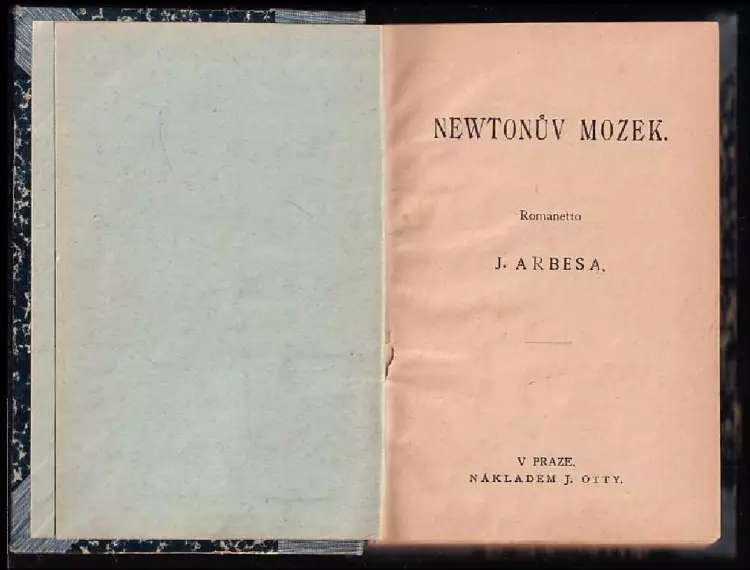 NEWTONŮV MOZEK.
Romanetto
J. ARBESA.
V PRAZE.
NÁKLADEM J. OTTY.